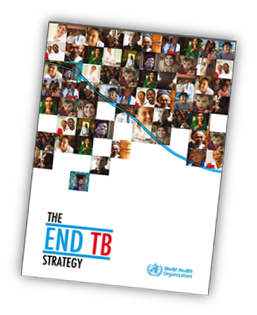 THE
END TB
STRATEGY
World Health
Organization